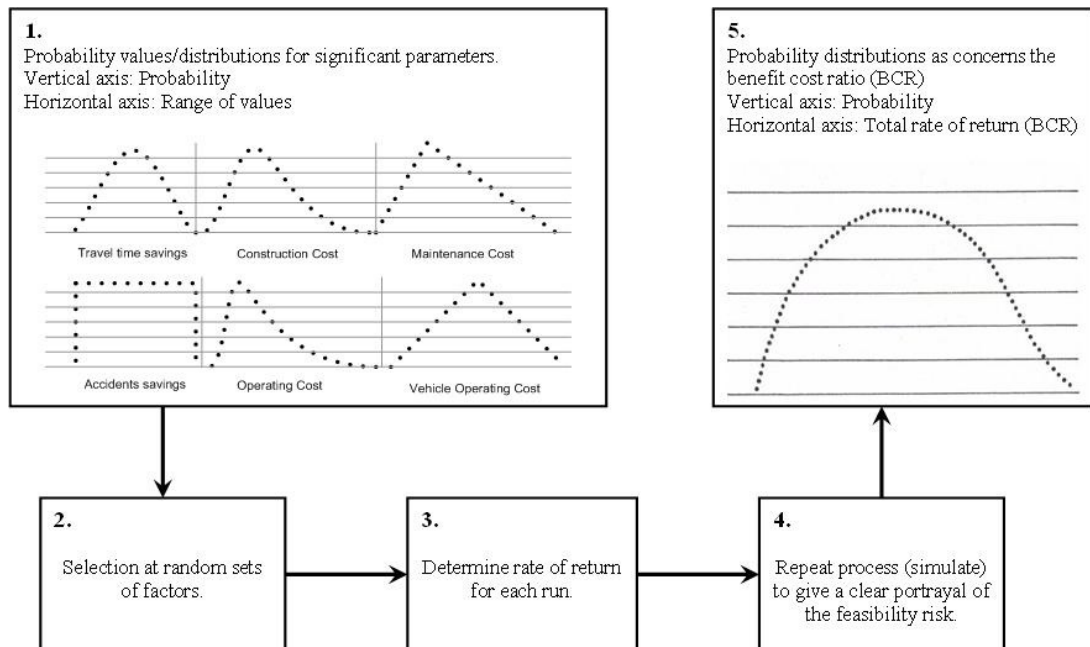 1.
Probability values/distributions for significant parameters.
Vertical axis: Probability
Horizontal axis: Range of values
Travel time savings
Construction Cost
Maintenance Cost
Accidents savings
Operating Cost
Vehicle Operating Cost
2.
Selection at random sets
of factors.
3.
Determine rate of return
for each run.
4.
Repeat process (simulate)
to give a clear portrayal of
the feasibility risk.
5.
Probability distributions as concerns the
benefit cost ratio (BCR)
Vertical axis: Probability
Horizontal axis: Total rate of return (BCR)